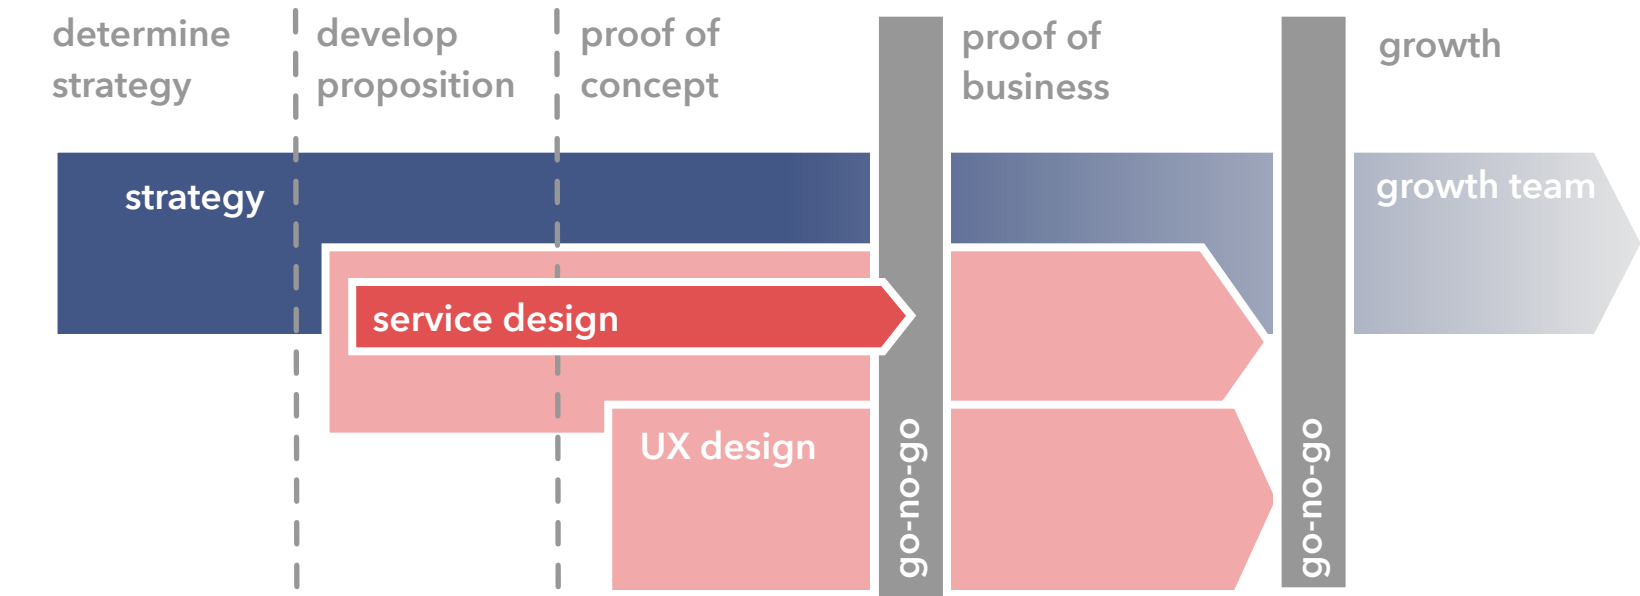 determine
strategy
develop
proposition
proof of
concept
proof of
business
growth
strategy
growth team
service design
UX design
go-no-go
go-no-go